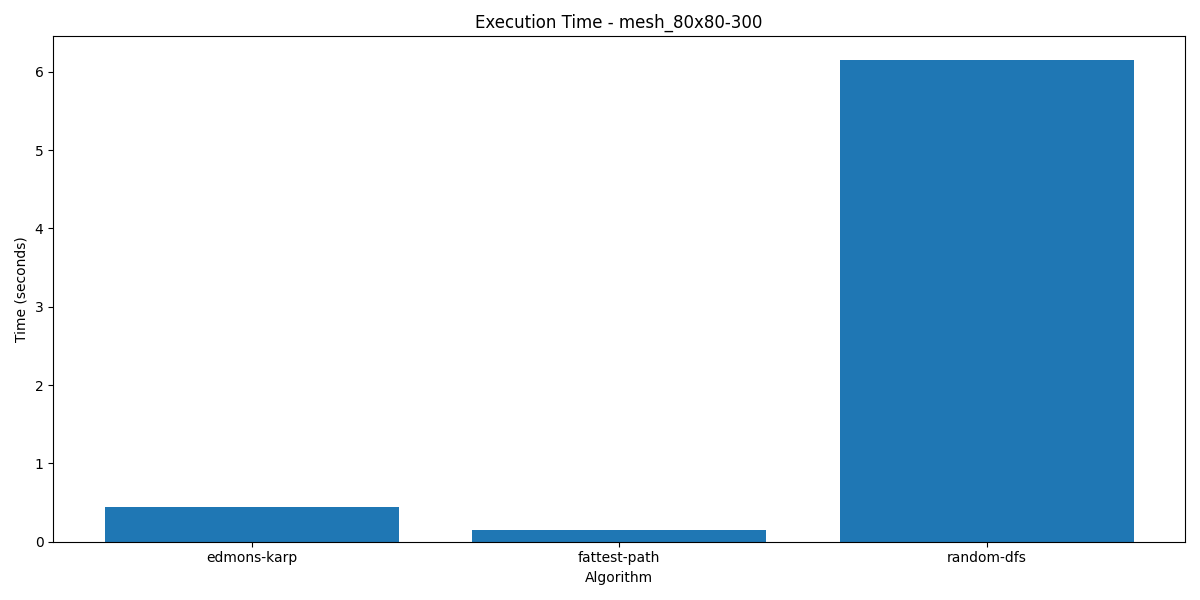 Execution Time - mesh_80x80-300
Time (seconds)
6
5
4
3
2
1
0
edmons-karp
fattest-path
random-dfs
Algorithm